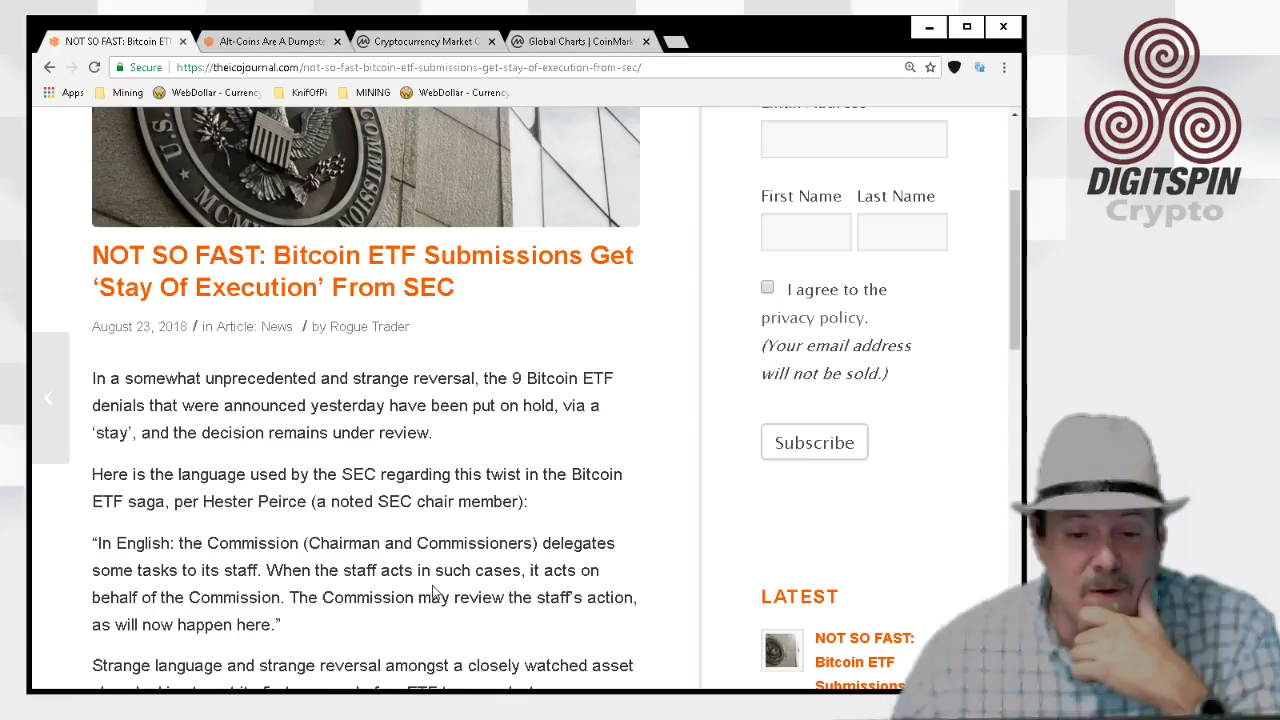 NOT SO FAST: Bitcoin ET
Alt-Coins Are A Dumpste
Cryptocurrency Market C
Global Charts | CoinMark
Secure
https://theicojournal.com/not-so-fast-bitcoin-etf-submissions-get-stay-of-execution-from-sec/
Apps
Mining
WebDollar - Currenc
KnifOfPi
MINING
WebDollar - Currenc
DIGITSPIN
Crypto
U.S.
COMMISSION
MCM
NOT SO FAST: Bitcoin ETF Submissions Get
‘Stay Of Execution’ From SEC
August 23, 2018 / in Article: News / by Rogue Trader
In a somewhat unprecedented and strange reversal, the 9 Bitcoin ETF
denials that were announced yesterday have been put on hold, via a
‘stay’, and the decision remains under review.
Here is the language used by the SEC regarding this twist in the Bitcoin
ETF saga, per Hester Peirce (a noted SEC chair member):
“In English: the Commission (Chairman and Commissioners) delegates
some tasks to its staff. When the staff acts in such cases, it acts on
behalf of the Commission. The Commission may review the staff’s action,
as will now happen here.”
Strange language and strange reversal amongst a closely watched asset
Email Address
First Name
Last Name
I agree to the
privacy policy.
(Your email address
will not be sold.)
Subscribe
LATEST
NOT SO FAST:
Bitcoin ETF
Submissions